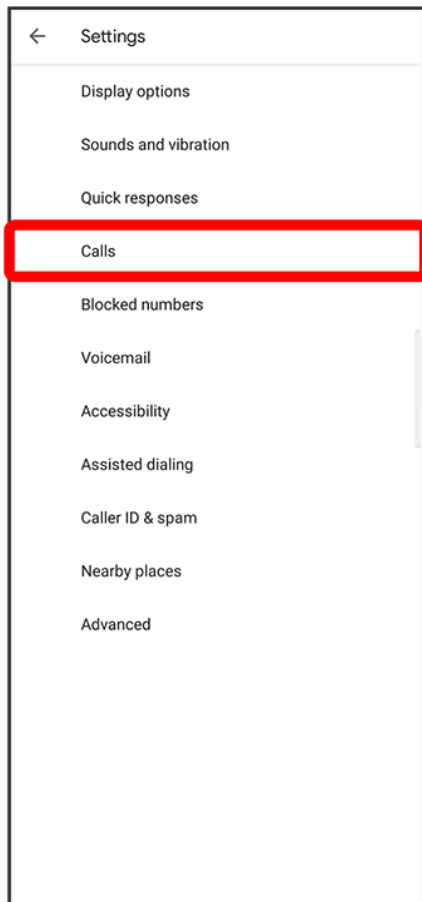 Settings
Display options
Sounds and vibration
Quick responses
Calls
Blocked numbers
Voicemail
Accessibility
Assisted dialing
Caller ID & spam
Nearby places
Advanced